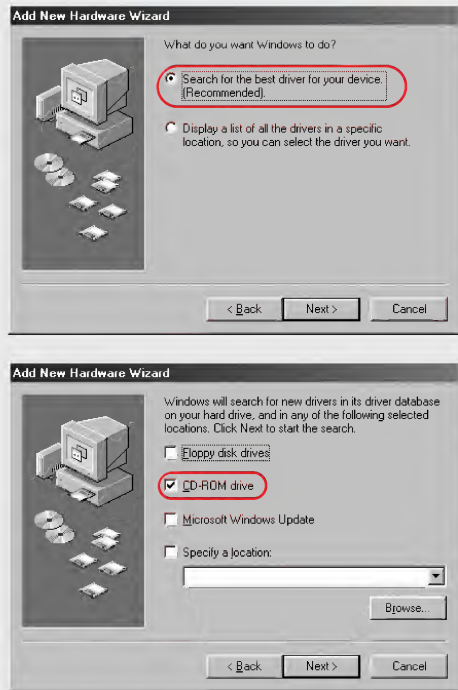 Add New Hardware Wizard
What do you want Windows to do?
Search for the best driver for your device.
(Recommended).
Display a list of all the drivers in a specific
location, so you can select the driver you want.
< Back
Next >
Cancel
Add New Hardware Wizard
Windows will search for new drivers in its driver database
on your hard drive, and in any of the following selected
locations. Click Next to start the search.
Floppy disk drives
CD-ROM drive
Microsoft Windows Update
Specify a location:
Browse...
< Back
Next >
Cancel